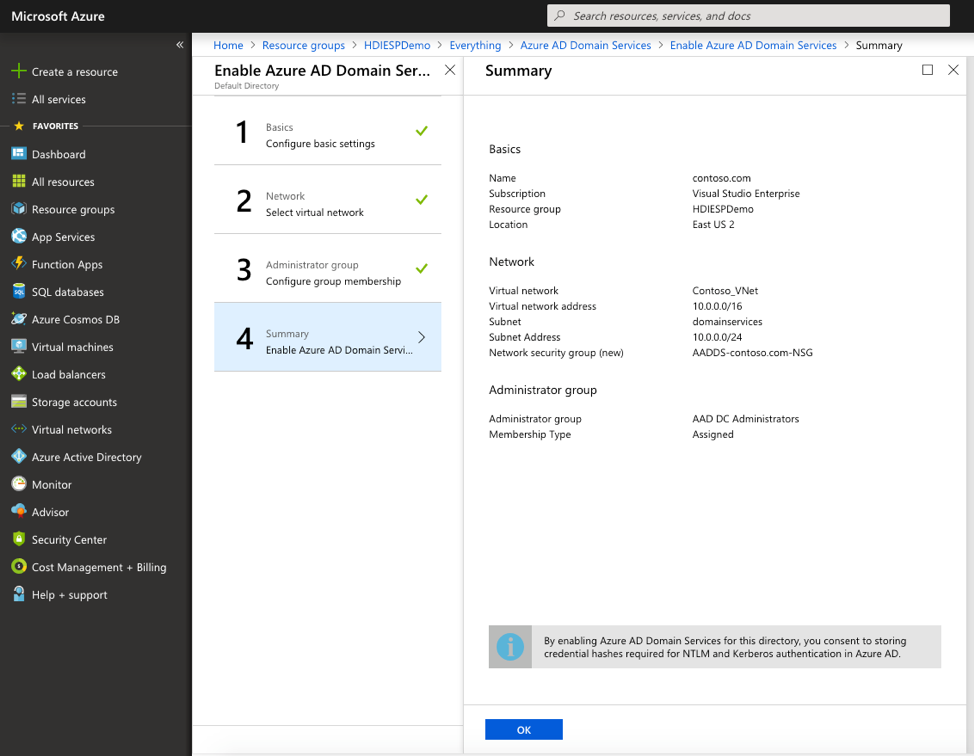 Microsoft Azure
Search resources, services, and docs
«
Create a resource
All services
FAVORITES
Dashboard
All resources
Resource groups
App Services
Function Apps
SQL databases
Azure Cosmos DB
Virtual machines
Load balancers
Storage accounts
Virtual networks
Azure Active Directory
Monitor
Advisor
Security Center
Cost Management + Billing
Help + support
Home > Resource groups > HDIESPDemo > Everything > Azure AD Domain Services > Enable Azure AD Domain Services > Summary
Enable Azure AD Domain Ser...
Default Directory
1
Basics
Configure basic settings
2
Network
Select virtual network
3
Administrator group
Configure group membership
4
Summary
Enable Azure AD Domain Servi...
Summary
Basics
Name contoso.com
Subscription Visual Studio Enterprise
Resource group HDIESPDemo
Location East US 2
Network
Virtual network Contoso_VNet
Virtual network address 10.0.0.0/16
Subnet domainservices
Subnet Address 10.0.0.0/24
Network security group (new) AADDS-contoso.com-NSG
Administrator group
Administrator group AAD DC Administrators
Membership Type Assigned
By enabling Azure AD Domain Services for this directory, you consent to storing
credential hashes required for NTLM and Kerberos authentication in Azure AD.
OK